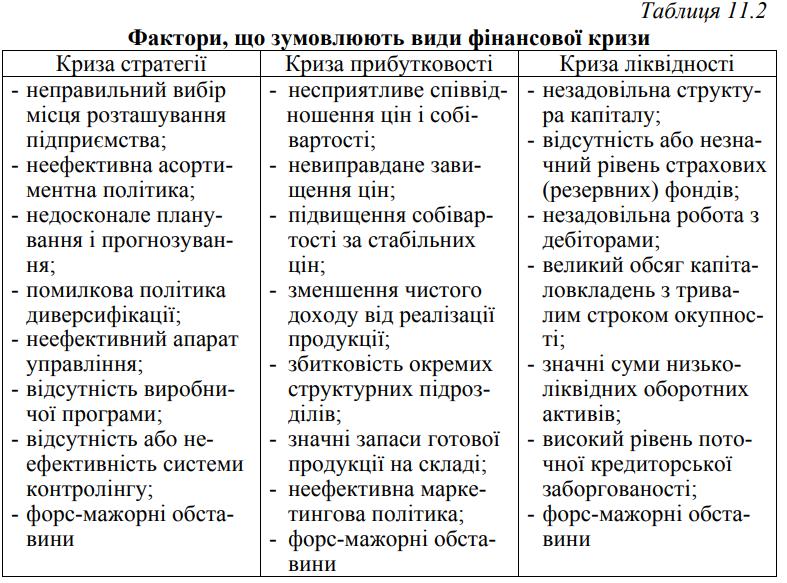 Таблиця 11.2
Фактори, що зумовлюють види фінансової кризи
Криза стратегії
- неправильний вибір
місця розташування
підприємства;
- неефективна асорти-
ментна політика;
- недосконале плану-
вання і прогнозуван-
ня;
- помилкова політика
диверсифікації;
- неефективний апарат
управління;
- відсутність виробни-
чої програми;
- відсутність або не-
ефективність системи
контролінгу;
- форс-мажорні обста-
вини
Криза прибутковості
- несприятливе співвід-
ношення цін і собі-
вартості;
- невиправдане зави-
щення цін;
- підвищення собівар-
тості за стабільних
цін;
- зменшення чистого
доходу від реалізації
продукції;
- збитковість окремих
структурних підроз-
ділів;
- значні запаси готової
продукції на складі;
- неефективна марке-
тингова політика;
- форс-мажорні обста-
вини
Криза ліквідності
- незадовільна структу-
ра капіталу;
- відсутність або незна-
чний рівень страхових
(резервних) фондів;
- незадовільна робота з
дебіторами;
- великий обсяг капіта-
ловкладень з трива-
лим строком окупнос-
ті;
- значні суми низько-
ліквідних оборотних
активів;
- високий рівень пото-
чної кредиторської
заборгованості;
- форс-мажорні обста-
вини